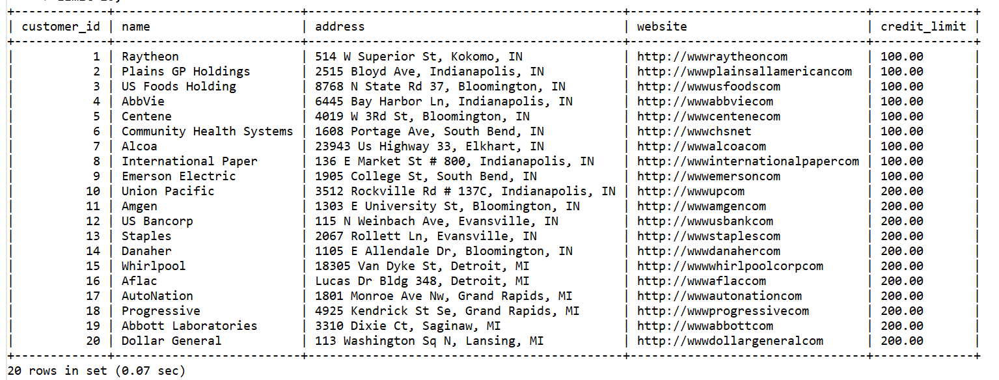 +-------------+--------------------------+--------------------------------------------+---------------------------------+--------------+
| customer_id | name                     | address                                    | website                         | credit_limit |
+-------------+--------------------------+--------------------------------------------+---------------------------------+--------------+
|           1 | Raytheon                 | 514 W Superior St, Kokomo, IN              | http://wwwraytheoncom           | 100.00       |
|           2 | Plains GP Holdings       | 2515 Bloyd Ave, Indianapolis, IN           | http://wwwplainsallamericancom  | 100.00       |
|           3 | US Foods Holding         | 8768 N State Rd 37, Bloomington, IN        | http://wwwusfoodscom            | 100.00       |
|           4 | AbbVie                   | 6445 Bay Harbor Ln, Indianapolis, IN       | http://wwwabbviecom             | 100.00       |
|           5 | Centene                  | 4019 W 3Rd St, Bloomington, IN             | http://wwwcentenecom            | 100.00       |
|           6 | Community Health Systems | 1608 Portage Ave, South Bend, IN           | http://wwwchsnet                | 100.00       |
|           7 | Alcoa                    | 23943 Us Highway 33, Elkhart, IN           | http://wwwalcoacom              | 100.00       |
|           8 | International Paper      | 136 E Market St # 800, Indianapolis, IN    | http://wwwinternationalpapercom | 100.00       |
|           9 | Emerson Electric         | 1905 College St, South Bend, IN            | http://wwwemersoncom            | 100.00       |
|          10 | Union Pacific            | 3512 Rockville Rd # 137C, Indianapolis, IN | http://wwwupcom                 | 200.00       |
|          11 | Amgen                    | 1303 E University St, Bloomington, IN      | http://wwwamgencom              | 200.00       |
|          12 | US Bancorp               | 115 N Weinbach Ave, Evansville, IN         | http://wwwusbankcom             | 200.00       |
|          13 | Staples                  | 2067 Rollett Ln, Evansville, IN            | http://wwwstaplescom            | 200.00       |
|          14 | Danaher                  | 1105 E Allendale Dr, Bloomington, IN       | http://wwwdanahercom            | 200.00       |
|          15 | Whirlpool                | 18305 Van Dyke St, Detroit, MI             | http://wwwwhirlpoolcorpcom      | 200.00       |
|          16 | Aflac                    | Lucas Dr Bldg 348, Detroit, MI             | http://wwwaflaccom              | 200.00       |
|          17 | AutoNation               | 1801 Monroe Ave Nw, Grand Rapids, MI       | http://wwwautonationcom         | 200.00       |
|          18 | Progressive              | 4925 Kendrick St Se, Grand Rapids, MI      | http://wwwprogressivecom        | 200.00       |
|          19 | Abbott Laboratories      | 3310 Dixie Ct, Saginaw, MI                 | http://wwwabbottcom             | 200.00       |
|          20 | Dollar General           | 113 Washington Sq N, Lansing, MI           | http://wwwdollargeneralcom      | 200.00       |
+-------------+--------------------------+--------------------------------------------+---------------------------------+--------------+
20 rows in set (0.07 sec)